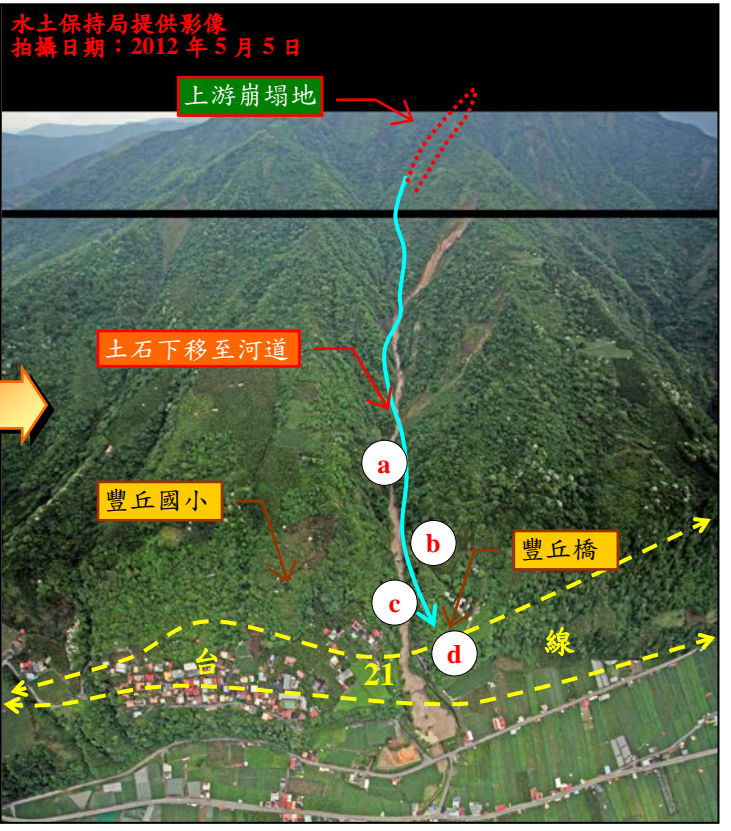 水土保持局提供影像
拍攝日期：2012 年 5 月 5 日
上游崩塌地
土石下移至河道
a
豐丘國小
b
豐丘橋
c
d
台 21 線